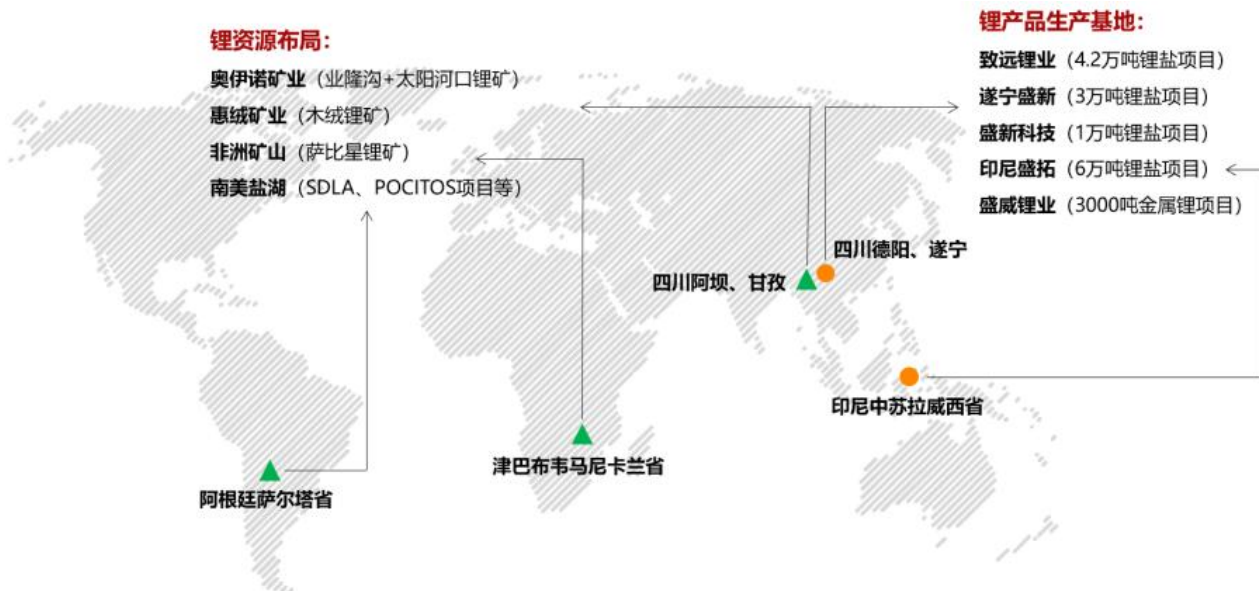 锂资源布局：
奥伊诺矿业（业隆沟+太阳河口锂矿）
惠绒矿业（木绒锂矿）
非洲矿山（萨比星锂矿）
南美盐湖（SDLA、POCITOS项目等）
锂产品生产基地：
致远锂业（4.2万吨锂盐项目）
遂宁盛新（3万吨锂盐项目）
盛新科技（1万吨锂盐项目）
印尼盛拓（6万吨锂盐项目）
盛威锂业（3000吨金属锂项目）
四川德阳、遂宁
四川阿坝、甘孜
印尼中苏拉威西省
津巴布韦马尼卡兰省
阿根廷萨尔塔省